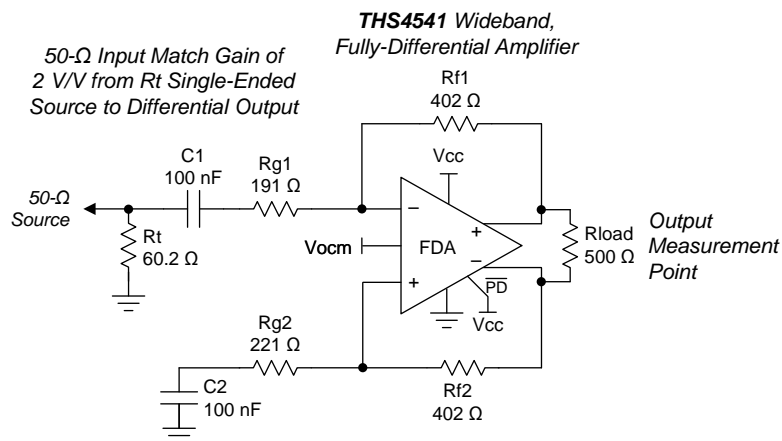 THS4541 Wideband,
Fully-Differential Amplifier
50-Ω Input Match Gain of
2 V/V from Rt Single-Ended
Source to Differential Output
Rf1
402 Ω
C1
100 nF
Rg1
191 Ω
Vcc
50-Ω
Source
Rt
60.2 Ω
Vocm
−
+
FDA
+
−
PD
Vcc
Rload
500 Ω
Output
Measurement
Point
Rg2
221 Ω
C2
100 nF
Rf2
402 Ω